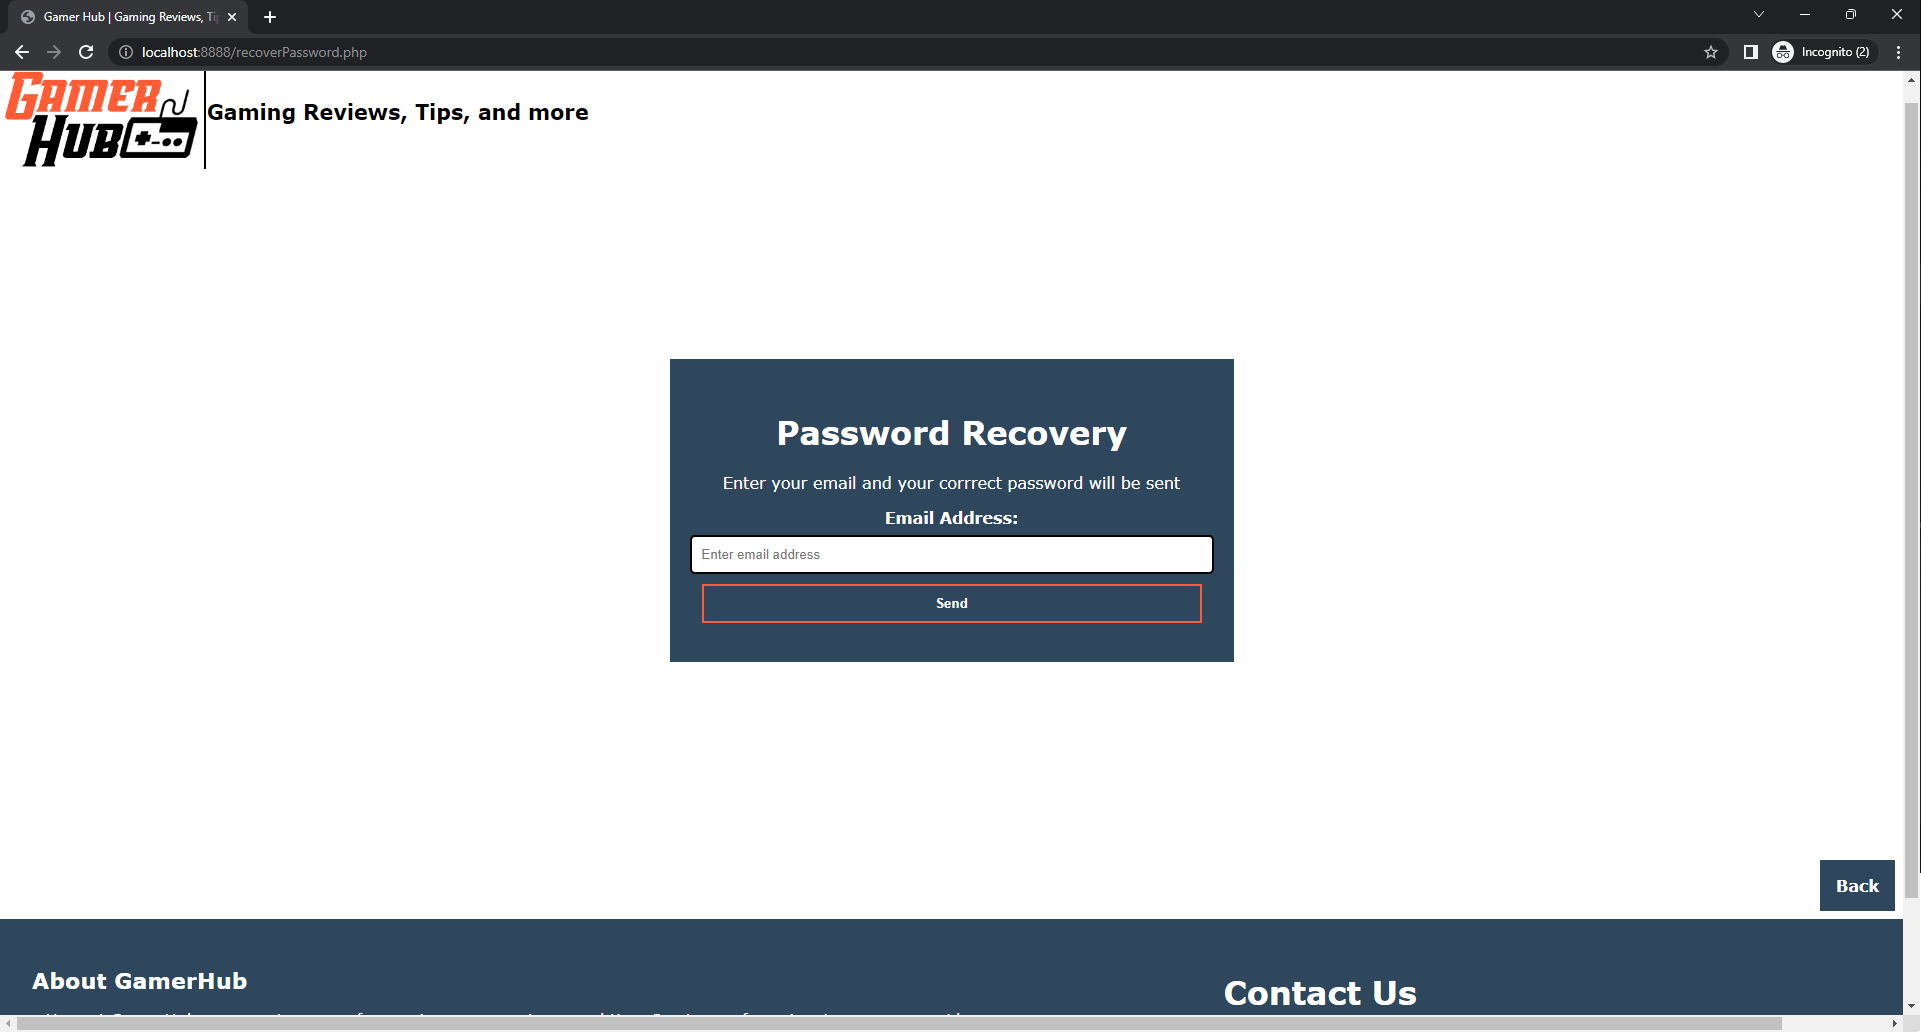 Gamer Hub | Gaming Reviews, Ti
localhost:8888/recoverPassword.php
Incognito (2)
GAMER
HUB
Gaming Reviews, Tips, and more
Password Recovery
Enter your email and your corrrect password will be sent
Email Address:
Enter email address
Send
Back
About GamerHub
Contact Us